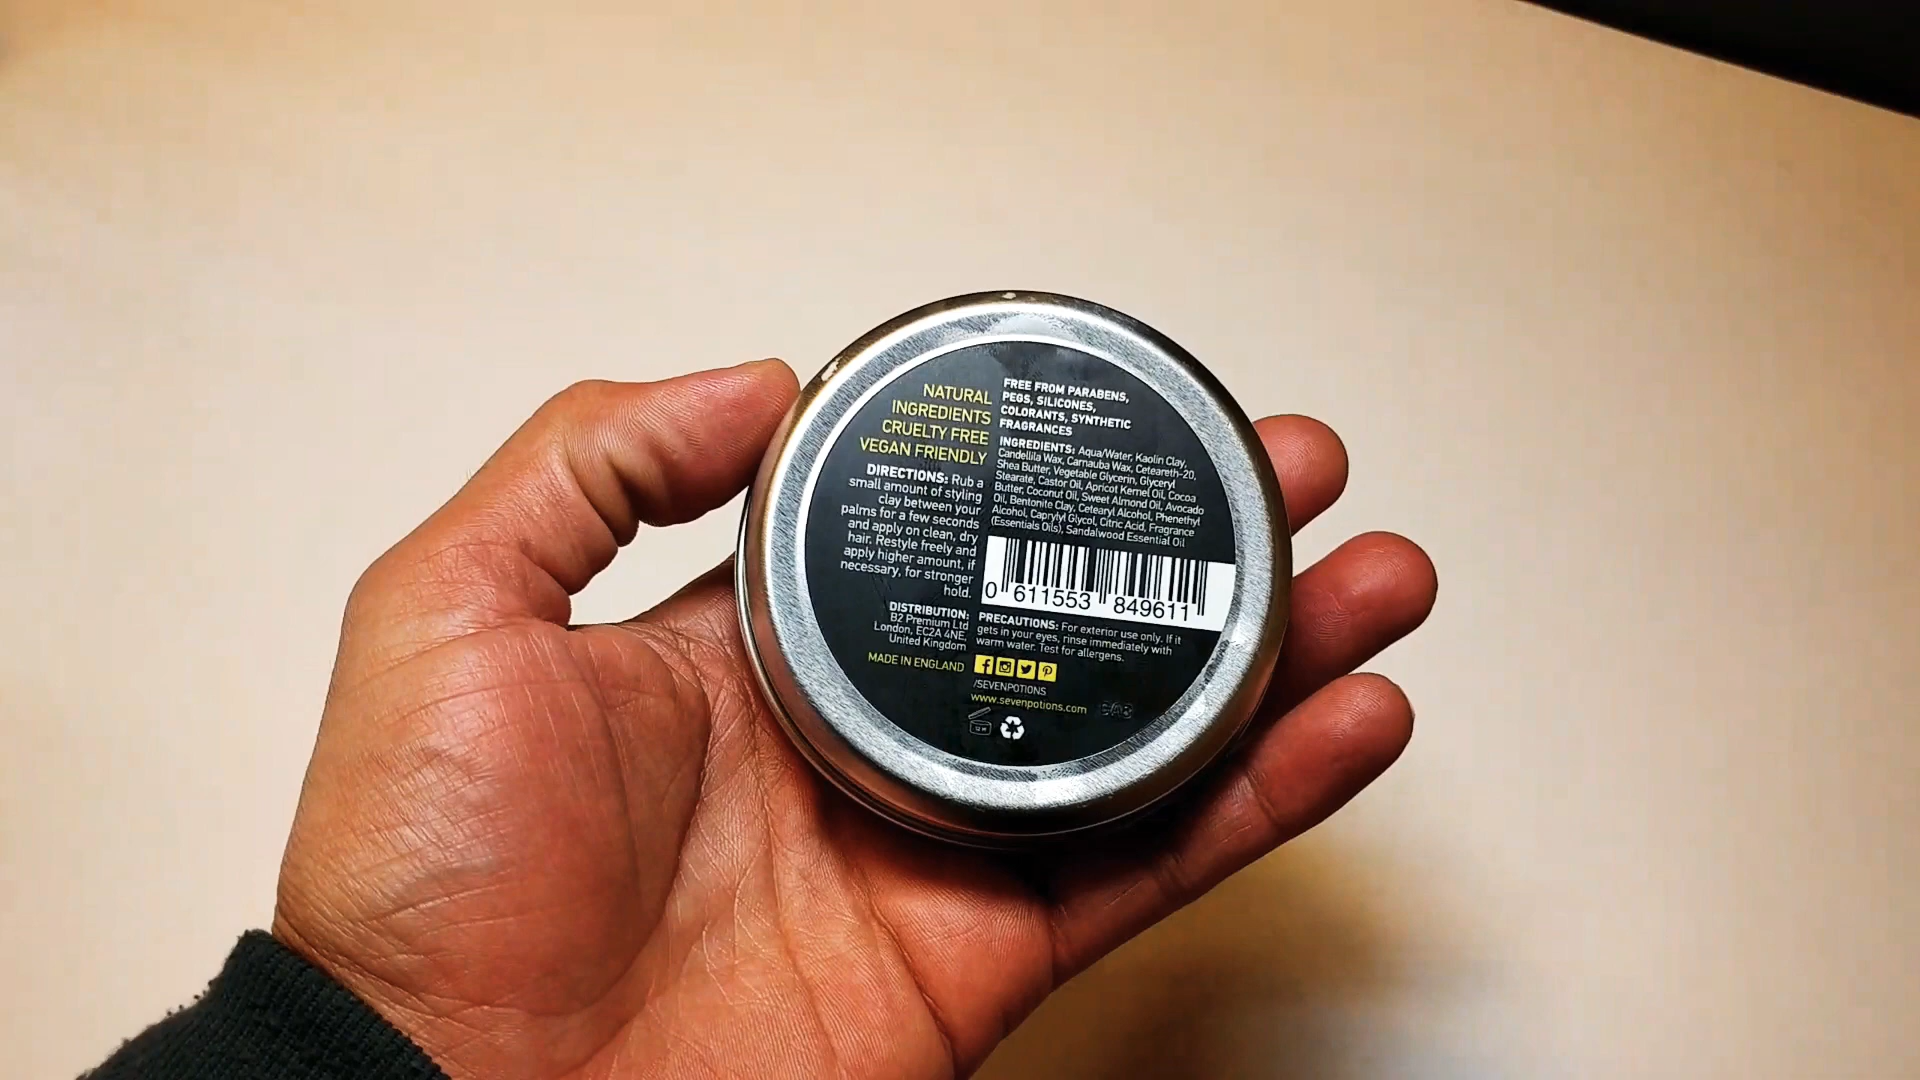 NATURAL
INGREDIENTS
CRUELTY FREE
VEGAN FRIENDLY
DIRECTIONS: Rub a
small amount of styling
clay between your
palms for a few seconds
and apply on clean, dry
hair. Restyle freely and
apply higher amount, if
necessary, for stronger
hold.
DISTRIBUTION:
B2 Premium Ltd
London, EC2A 4NE,
United Kingdom
MADE IN ENGLAND
FREE FROM PARABENS,
PEGS, SILICONES,
COLORANTS, SYNTHETIC
FRAGRANCES
INGREDIENTS: Aqua/Water, Kaolin Clay,
Candellila Wax, Carnauba Wax, Ceteareth-20,
Shea Butter, Vegetable Glycerin, Glyceryl
Stearate, Castor Oil, Apricot Kernel Oil, Cocoa
Butter, Coconut Oil, Sweet Almond Oil, Avocado
Oil, Bentonite Clay, Cetearyl Alcohol, Phenethyl
Alcohol, Caprylyl Glycol, Citric Acid, Fragrance
(Essentials Oils), Sandalwood Essential Oil
0 611553 849611
PRECAUTIONS: For exterior use only. If it
gets in your eyes, rinse immediately with
warm water. Test for allergens.
/SEVENPOTIONS
www.sevenpotions.com